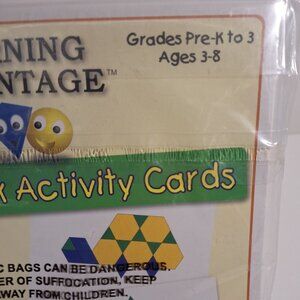 NING
NTAGE™
Grades Pre-K to 3
Ages 3-8
Activity Cards
C BAGS CAN BE DANGEROUS.
ER OF SUFFOCATION, KEEP
AWAY FROM CHILDREN.